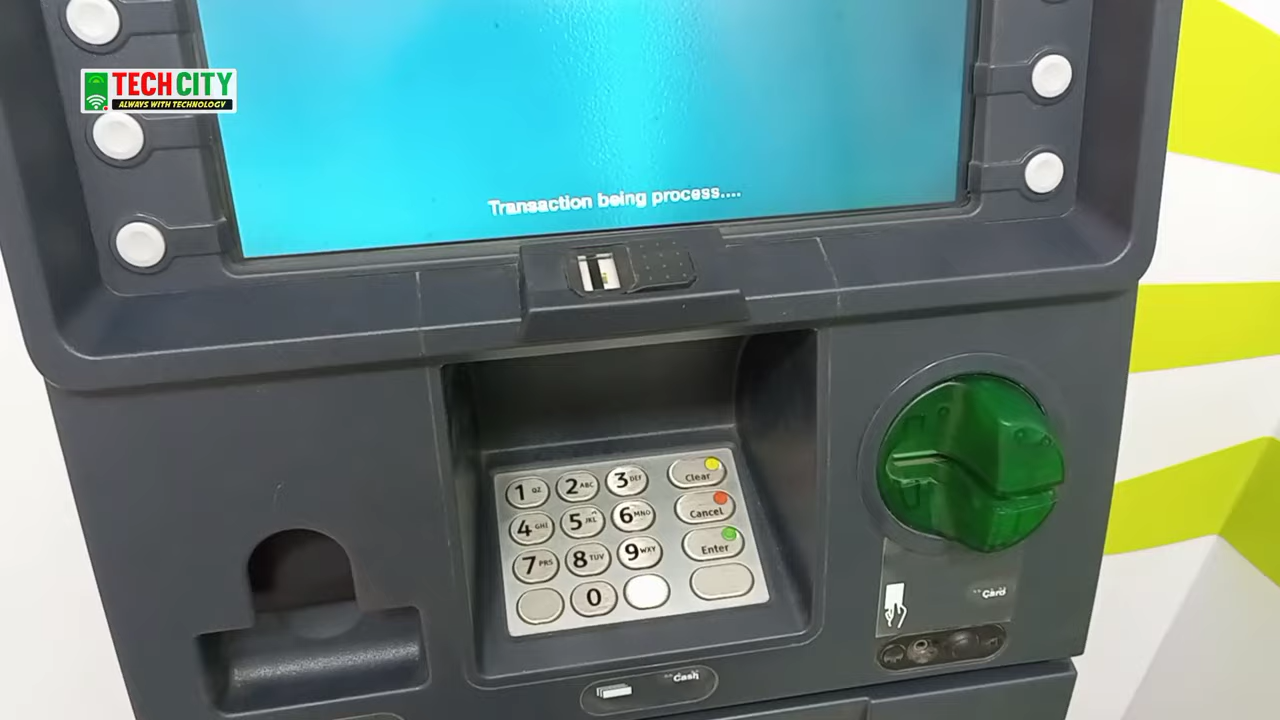 TECH CITY
ALWAYS WITH TECHNOLOGY
Transaction being process....
1 QZ 2 ABC 3 DEF Clear
4 GHI 5 JKL 6 MNO Cancel
7 PRS 8 TUV 9 WXY Enter
0
Card
Cash